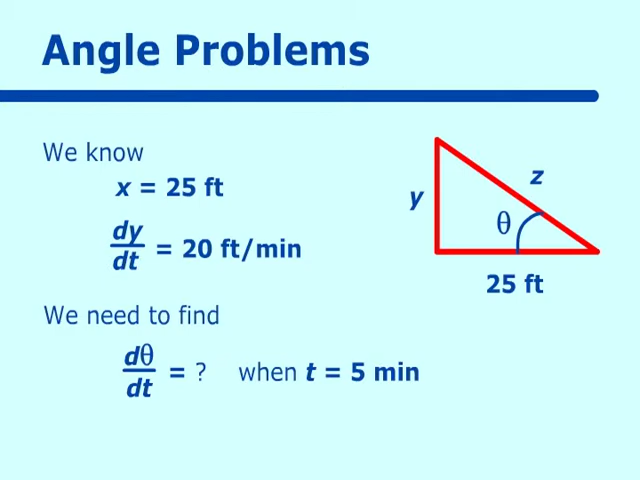 Angle Problems
We know
x = 25 ft
dy/dt = 20 ft/min
y
z
θ
25 ft
We need to find
dθ/dt = ? when t = 5 min